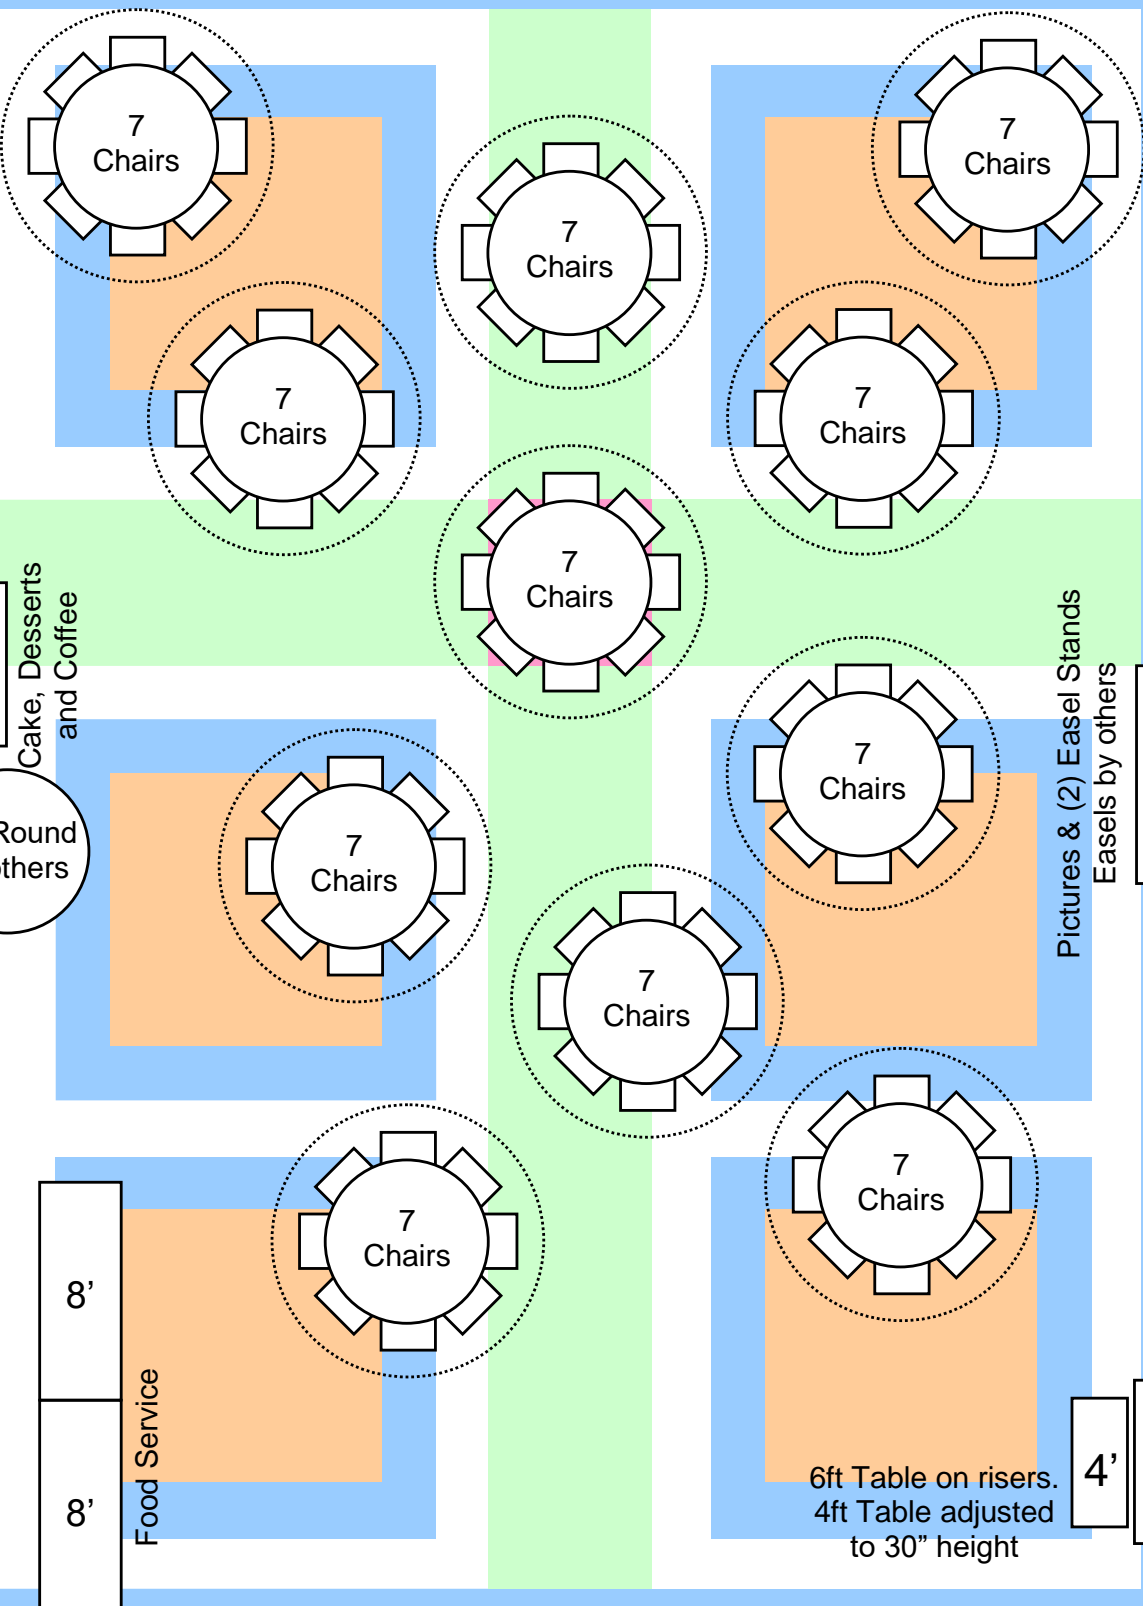 7
Chairs
7
Chairs
7
Chairs
7
Chairs
7
Chairs
7
Chairs
Cake, Desserts
and Coffee
Round
thers
7
Chairs
7
Chairs
Pictures & (2) Easel Stands
Easels by others
7
Chairs
7
Chairs
7
Chairs
8’
8’
Food Service
6ft Table on risers.
4ft Table adjusted
to 30” height
4’